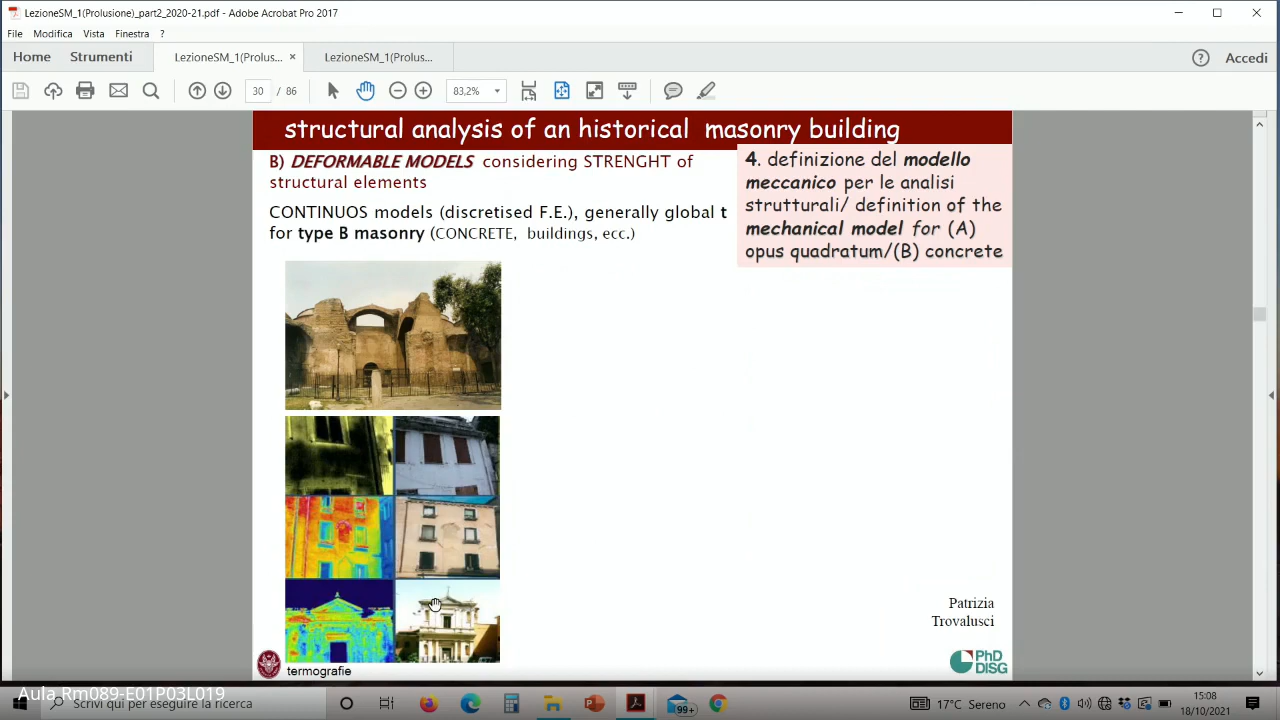 LezioneSM_1(Prolusione)_part2_2020-21.pdf - Adobe Acrobat Pro 2017
File Modifica Vista Finestra ?
Home Strumenti LezioneSM_1(Prolus... × LezioneSM_1(Prolus... Accedi
30 / 86 83,2%
structural analysis of an historical masonry building
B) DEFORMABLE MODELS considering STRENGHT of
structural elements
CONTINUOS models (discretised F.E.), generally global t
for type B masonry (CONCRETE, buildings, ecc.)
4. definizione del modello
meccanico per le analisi
strutturali/ definition of the
mechanical model for (A)
opus quadratum/(B) concrete
Patrizia
Trovalusci
termografie
PhD
DISG
Aula Rm089-E01P03L019
Scrivi qui per eseguire la ricerca
99+
17°C Sereno
15:08
18/10/2021